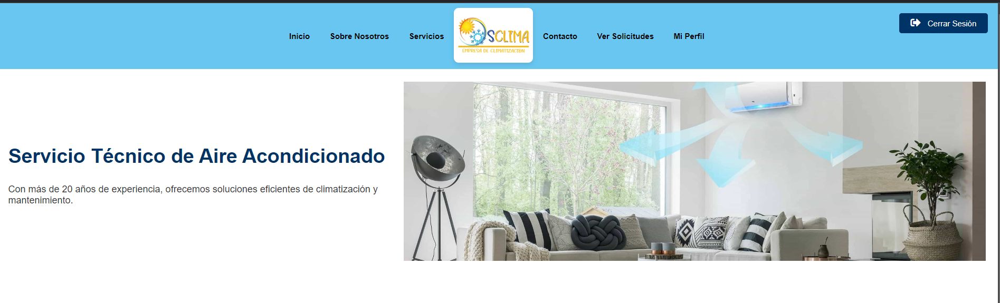 Inicio
Sobre Nosotros
Servicios
OSCLIMA
EMPRESA DE CLIMATIZACION
Contacto
Ver Solicitudes
Mi Perfil
Cerrar Sesión
Servicio Técnico de Aire Acondicionado
Con más de 20 años de experiencia, ofrecemos soluciones eficientes de climatización y
mantenimiento.